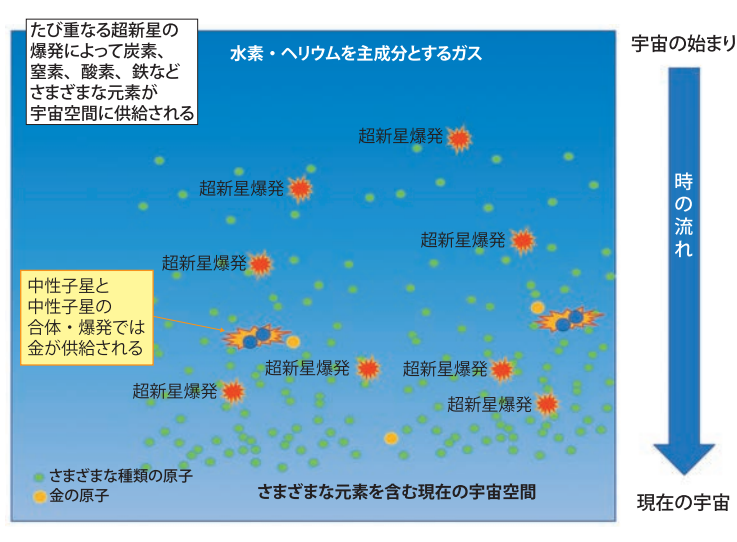 たび重なる超新星の
爆発によって炭素、
窒素、酸素、鉄など
さまざまな元素が
宇宙空間に供給される
水素・ヘリウムを主成分とするガス
宇宙の始まり
超新星爆発
超新星爆発
時の流れ
超新星爆発
超新星爆発
中性子星と
中性子星の
合体・爆発では
金が供給される
超新星爆発
超新星爆発
超新星爆発
超新星爆発
さまざまな種類の原子
金の原子
さまざまな元素を含む現在の宇宙空間
現在の宇宙